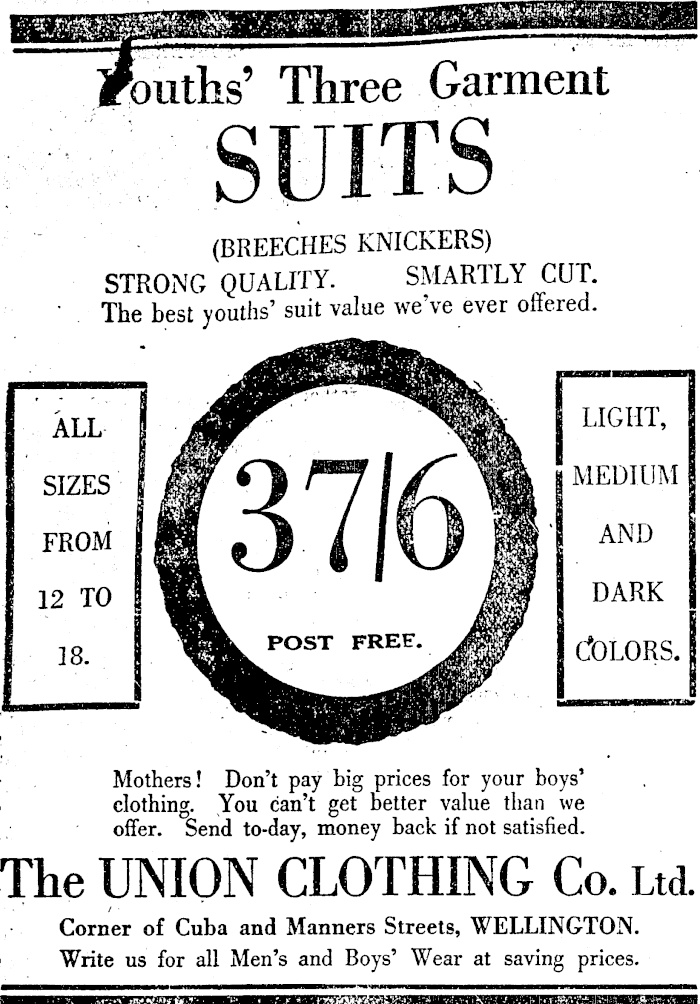 Youths' Three Garment
SUITS
(BREECHES KNICKERS)
STRONG QUALITY. SMARTLY CUT.
The best youths' suit value we've ever offered.
ALL
SIZES
FROM
12 TO
18.
37/6
POST FREE.
LIGHT,
MEDIUM
AND
DARK
COLORS.
Mothers! Don't pay big prices for your boys'
clothing. You can't get better value than we
offer. Send to-day, money back if not satisfied.
The UNION CLOTHING Co. Ltd.
Corner of Cuba and Manners Streets, WELLINGTON.
Write us for all Men's and Boys' Wear at saving prices.